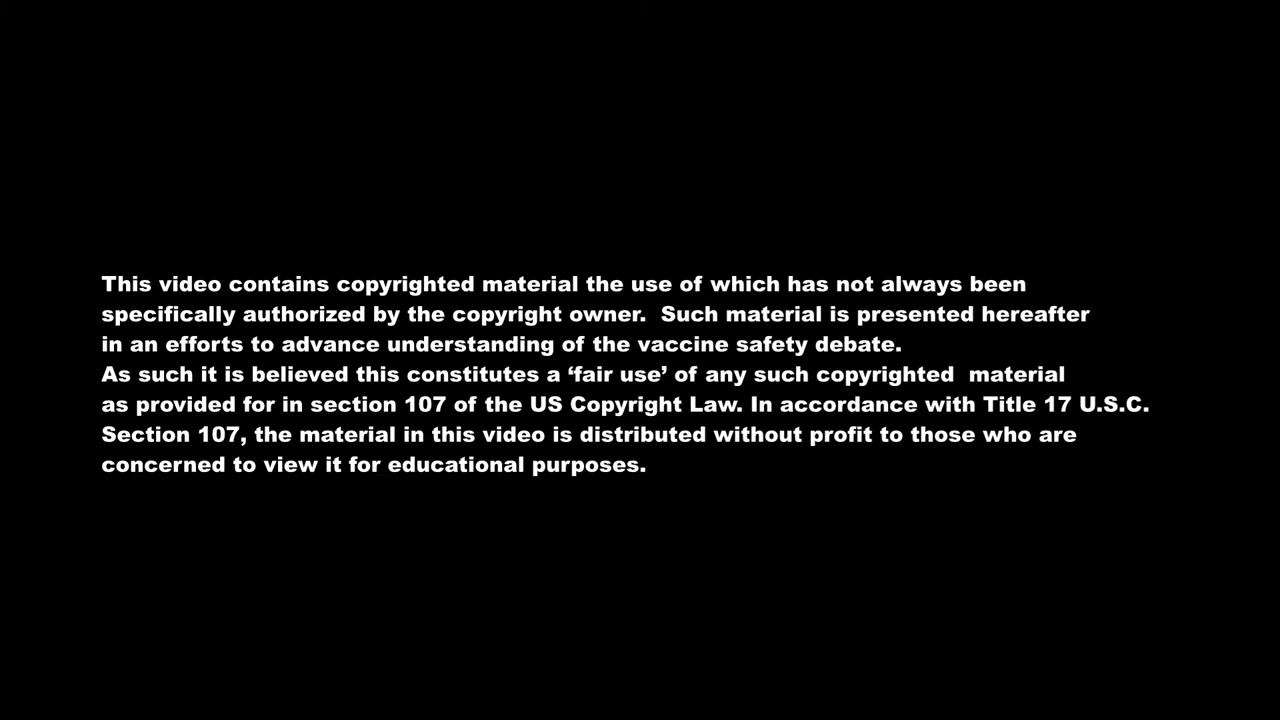 This video contains copyrighted material the use of which has not always been
specifically authorized by the copyright owner.  Such material is presented hereafter
in an efforts to advance understanding of the vaccine safety debate.
As such it is believed this constitutes a ‘fair use’ of any such copyrighted  material
as provided for in section 107 of the US Copyright Law. In accordance with Title 17 U.S.C.
Section 107, the material in this video is distributed without profit to those who are
concerned to view it for educational purposes.